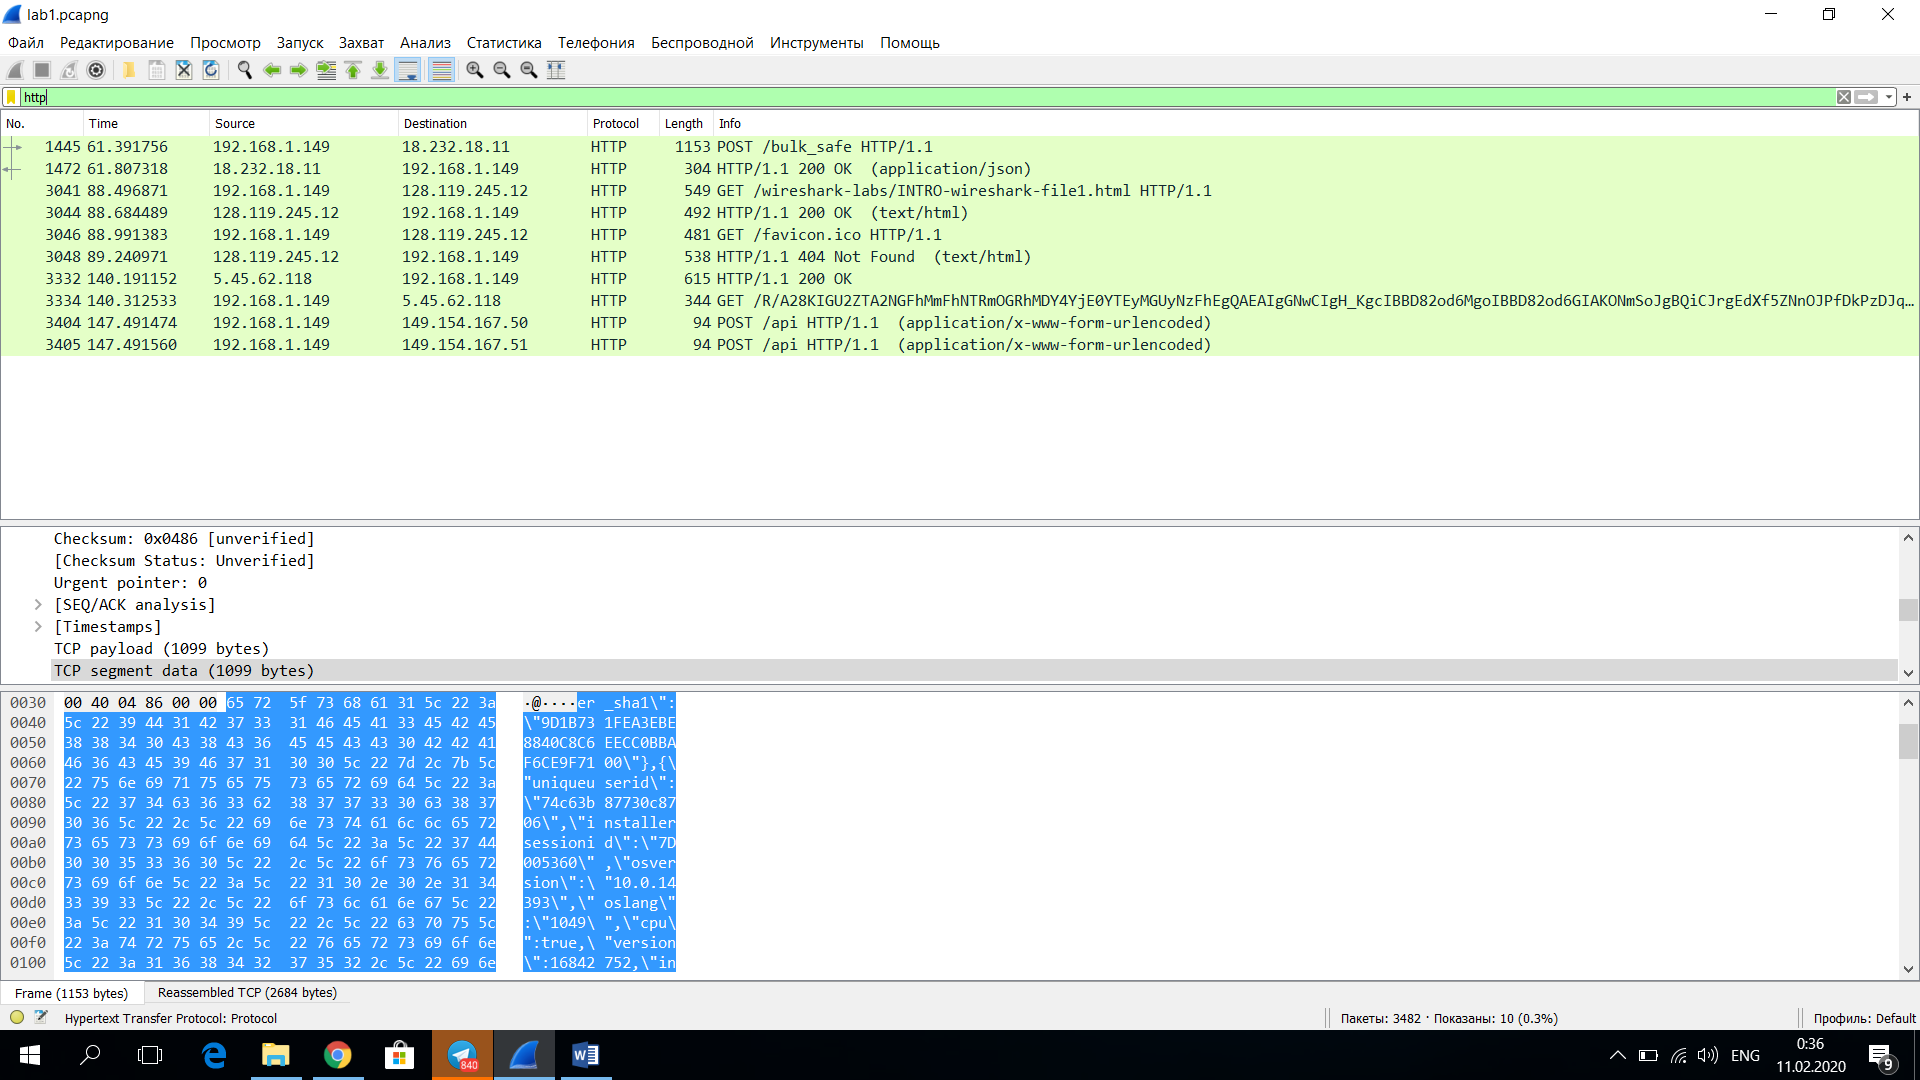 lab1.pcapng
Файл Редактирование Просмотр Запуск Захват Анализ Статистика Телефония Беспроводной Инструменты Помощь
http
No. Time Source Destination Protocol Length Info
1445 61.391756 192.168.1.149 18.232.18.11 HTTP 1153 POST /bulk_safe HTTP/1.1
1472 61.807318 18.232.18.11 192.168.1.149 HTTP 304 HTTP/1.1 200 OK (application/json)
3041 88.496871 192.168.1.149 128.119.245.12 HTTP 549 GET /wireshark-labs/INTRO-wireshark-file1.html HTTP/1.1
3044 88.684489 128.119.245.12 192.168.1.149 HTTP 492 HTTP/1.1 200 OK (text/html)
3046 88.991383 192.168.1.149 128.119.245.12 HTTP 481 GET /favicon.ico HTTP/1.1
3048 89.240971 128.119.245.12 192.168.1.149 HTTP 538 HTTP/1.1 404 Not Found (text/html)
3332 140.191152 5.45.62.118 192.168.1.149 HTTP 615 HTTP/1.1 200 OK
3334 140.312533 192.168.1.149 5.45.62.118 HTTP 344 GET /R/A28KIGU2ZTA2NGFhMmFhNTRmOGRhMDY4YjE0YTEyMGUyNzFhEgQAEAIgGNwCIgH_KgcIBBD82od6MgoIBBD82od6GIAKONmSoJgBQiCJrgEdXf5ZNnOJPfDkPzDJq...
3404 147.491474 192.168.1.149 149.154.167.50 HTTP 94 POST /api HTTP/1.1 (application/x-www-form-urlencoded)
3405 147.491560 192.168.1.149 149.154.167.51 HTTP 94 POST /api HTTP/1.1 (application/x-www-form-urlencoded)
Checksum: 0x0486 [unverified]
[Checksum Status: Unverified]
Urgent pointer: 0
[SEQ/ACK analysis]
[Timestamps]
TCP payload (1099 bytes)
TCP segment data (1099 bytes)
0030 00 40 04 86 00 00 65 72 5f 73 68 61 31 5c 22 3a ·@····er _sha1\":
0040 5c 22 39 44 31 42 37 33 31 46 45 41 33 45 42 45 \"9D1B73 1FEA3EBE
0050 38 38 34 30 43 38 43 36 45 45 43 43 30 42 42 41 8840C8C6 EECC0BBA
0060 46 36 43 45 39 46 37 31 30 30 5c 22 7d 2c 7b 5c F6CE9F71 00\"},{\
0070 22 75 6e 69 71 75 65 75 73 65 72 69 64 5c 22 3a "uniqueu serid\":
0080 5c 22 37 34 63 36 33 62 38 37 37 33 30 63 38 37 \"74c63b 87730c87
0090 30 36 5c 22 2c 5c 22 69 6e 73 74 61 6c 6c 65 72 06\",\"i nstaller
00a0 73 65 73 73 69 6f 6e 69 64 5c 22 3a 5c 22 37 44 sessioni d\":\"7D
00b0 30 30 35 33 36 30 5c 22 2c 5c 22 6f 73 76 65 72 005360\" ,\"osver
00c0 73 69 6f 6e 5c 22 3a 5c 22 31 30 2e 30 2e 31 34 sion\":\ "10.0.14
00d0 33 39 33 5c 22 2c 5c 22 6f 73 6c 61 6e 67 5c 22 393\",\" oslang\"
00e0 3a 5c 22 31 30 34 39 5c 22 2c 5c 22 63 70 75 5c :\"1049\ ",\"cpu\
00f0 22 3a 74 72 75 65 2c 5c 22 76 65 72 73 69 6f 6e ":true,\ "version
0100 5c 22 3a 31 36 38 34 32 37 35 32 2c 5c 22 69 6e \":16842 752,\"in
Frame (1153 bytes) Reassembled TCP (2684 bytes)
Hypertext Transfer Protocol: Protocol Пакеты: 3482 · Показаны: 10 (0.3%) Профиль: Default
840 ENG 0:36 9
11.02.2020